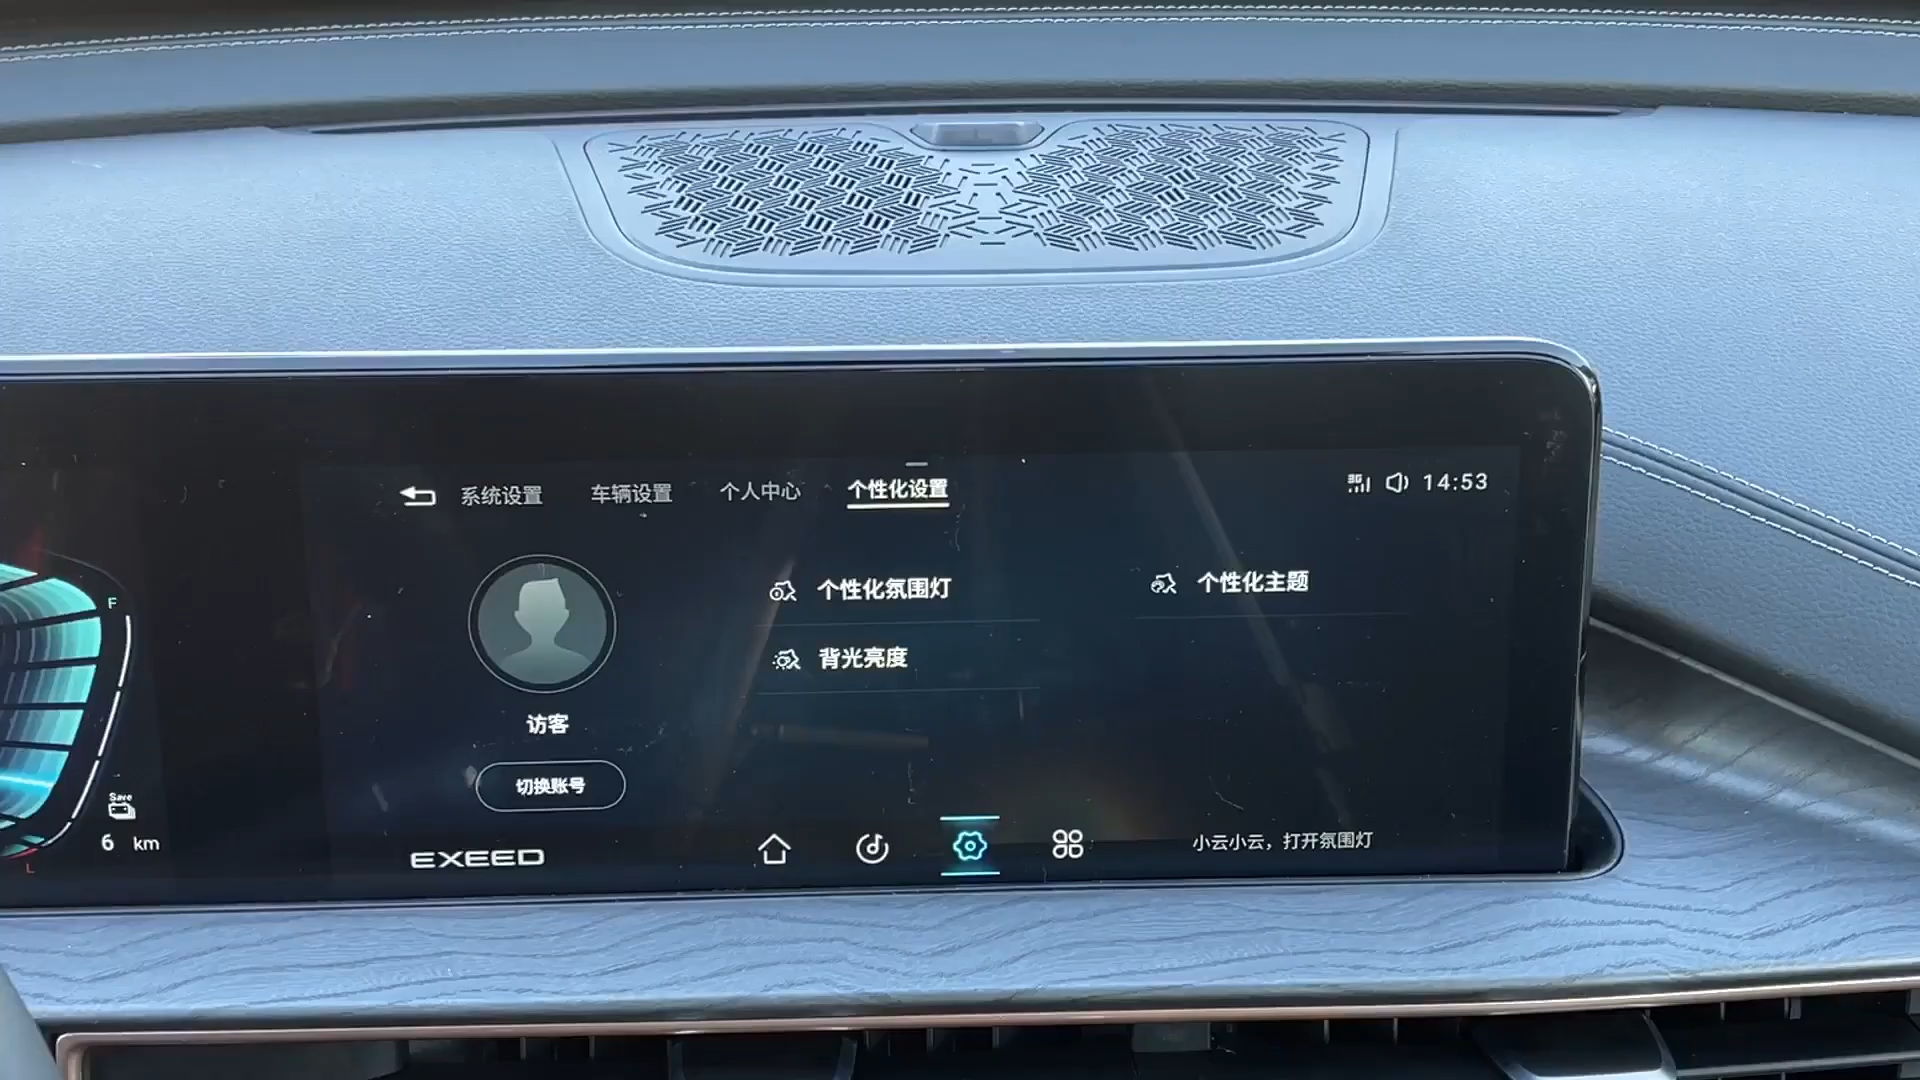 系统设置 车辆设置 个人中心 个性化设置
14:53
个性化氛围灯
个性化主题
背光亮度
访客
切换账号
F
Save
6 km
L
EXEED
小云小云，打开氛围灯